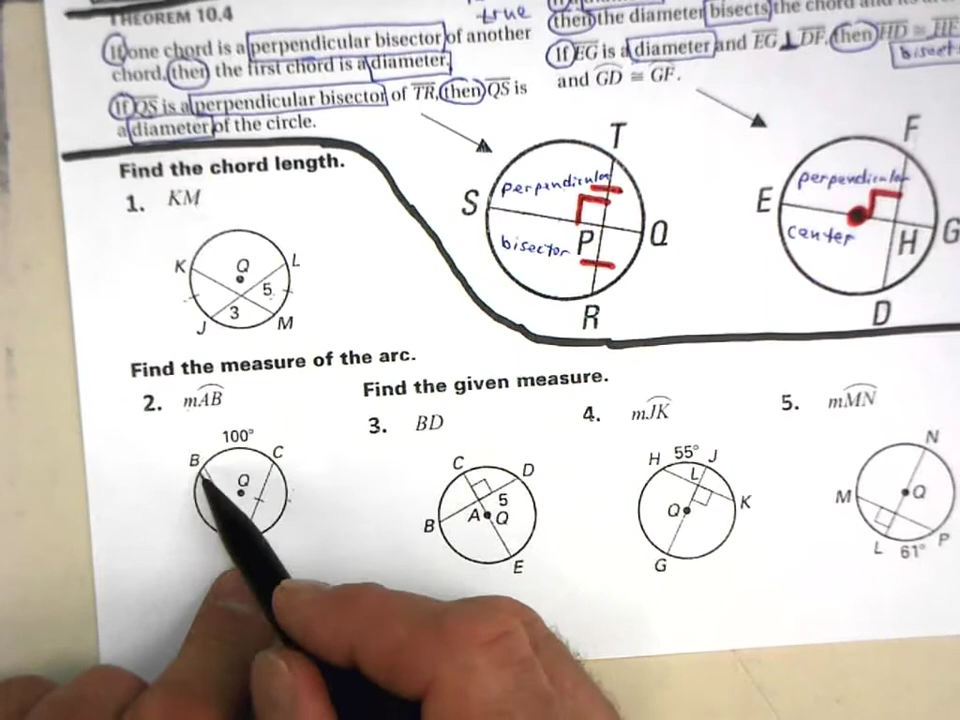 THEOREM 10.4
true
If one chord is a perpendicular bisector of another
chord, then the first chord is a diameter.
If QS is a perpendicular bisector of TR, then QS is
a diameter of the circle.
then the diameter bisects the chord and its
If EG is a diameter and EG ⊥ DF, then HD ≅ HF
bisects
and GD ≅ GF.
T
perpendicular
S
bisector
P
Q
R
F
perpendicular
E
center
H
G
D
Find the chord length.
1. KM
K
Q
L
5
3
J
M
Find the measure of the arc.
2. mAB
100°
B
C
Q
Find the given measure.
3. BD
C
D
5
A
Q
B
E
4. mJK
H
55°
J
L
Q
K
G
5. mMN
N
M
Q
L
61°
P